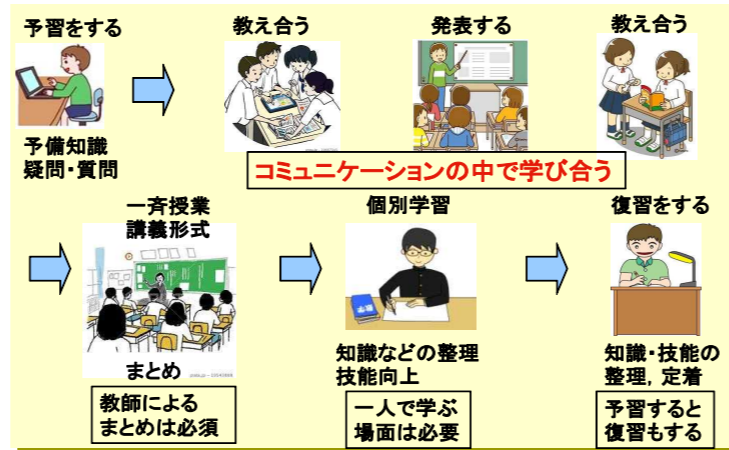 予習をする
教え合う
発表する
教え合う
予備知識
疑問・質問
コミュニケーションの中で学び合う
一斉授業
講義形式
まとめ
教師による
まとめは必須
個別学習
知識などの整理
技能向上
一人で学ぶ
場面は必要
復習をする
知識・技能の
整理，定着
予習すると
復習もする